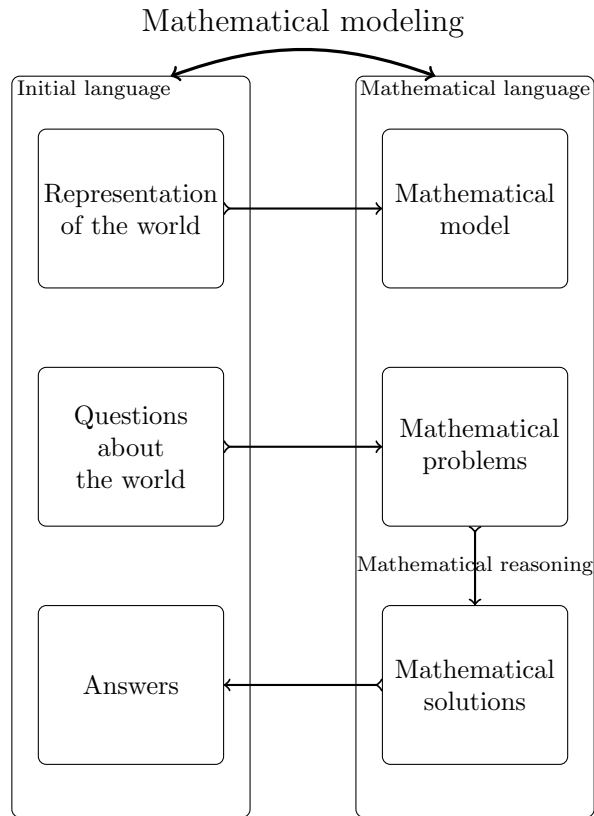 Mathematical modeling
Initial language
Mathematical language
Representation
of the world
Mathematical
model
Questions
about
the world
Mathematical
problems
Mathematical reasoning
Answers
Mathematical
solutions